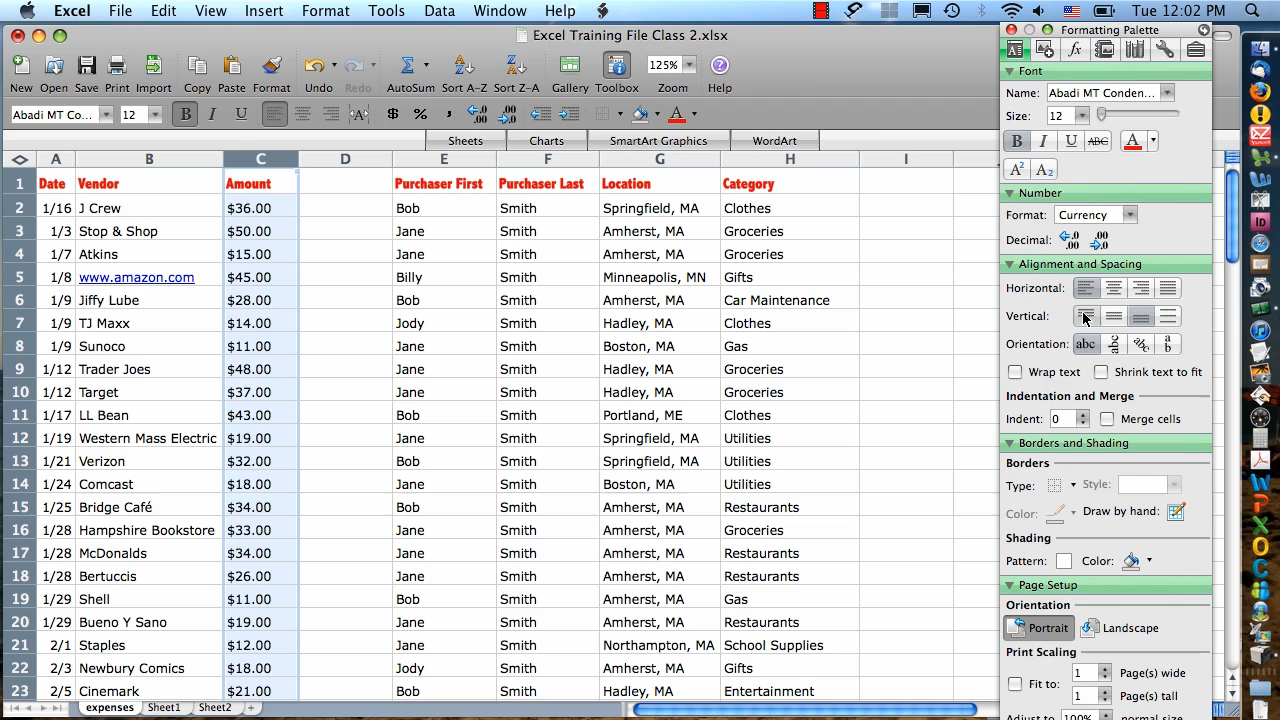 Excel File Edit View Insert Format Tools Data Window Help Tue 12:02 PM
Excel Training File Class 2.xlsx
Formatting Palette
New Open Save Print Import Copy Paste Format Undo Redo AutoSum Sort A-Z Sort Z-A Gallery Toolbox 125% Zoom Help
Abadi MT Co... 12 B I U $ % ,
Sheets Charts SmartArt Graphics WordArt
A B C D E F G H I
1 Date Vendor Amount Purchaser First Purchaser Last Location Category
2 1/16 J Crew $36.00 Bob Smith Springfield, MA Clothes
3 1/3 Stop & Shop $50.00 Jane Smith Amherst, MA Groceries
4 1/7 Atkins $15.00 Jane Smith Amherst, MA Groceries
5 1/8 www.amazon.com $45.00 Billy Smith Minneapolis, MN Gifts
6 1/9 Jiffy Lube $28.00 Bob Smith Amherst, MA Car Maintenance
7 1/9 TJ Maxx $14.00 Jody Smith Hadley, MA Clothes
8 1/9 Sunoco $11.00 Jane Smith Boston, MA Gas
9 1/12 Trader Joes $48.00 Jane Smith Hadley, MA Groceries
10 1/12 Target $37.00 Jane Smith Hadley, MA Groceries
11 1/17 LL Bean $43.00 Bob Smith Portland, ME Clothes
12 1/19 Western Mass Electric $19.00 Jane Smith Springfield, MA Utilities
13 1/21 Verizon $32.00 Bob Smith Springfield, MA Utilities
14 1/24 Comcast $18.00 Jane Smith Boston, MA Utilities
15 1/25 Bridge Café $34.00 Bob Smith Amherst, MA Restaurants
16 1/28 Hampshire Bookstore $33.00 Jane Smith Amherst, MA Groceries
17 1/28 McDonalds $34.00 Jane Smith Amherst, MA Restaurants
18 1/28 Bertuccis $26.00 Jane Smith Amherst, MA Restaurants
19 1/29 Shell $11.00 Bob Smith Amherst, MA Gas
20 1/29 Bueno Y Sano $19.00 Jane Smith Amherst, MA Restaurants
21 2/1 Staples $12.00 Jane Smith Northampton, MA School Supplies
22 2/3 Newbury Comics $18.00 Jody Smith Amherst, MA Gifts
23 2/5 Cinemark $21.00 Bob Smith Hadley, MA Entertainment
expenses Sheet1 Sheet2
Font
Name: Abadi MT Conden...
Size: 12
B I U ABC A
A2 A2
Number
Format: Currency
Decimal: .0 .00 .00 .0
Alignment and Spacing
Horizontal:
Vertical:
Orientation: abc
Wrap text Shrink text to fit
Indentation and Merge
Indent: 0 Merge cells
Borders and Shading
Borders
Type: Style:
Color: Draw by hand:
Shading
Pattern: Color:
Page Setup
Orientation
Portrait Landscape
Print Scaling
1 Page(s) wide
Fit to:
1 Page(s) tall
Adjust to 100% normal size